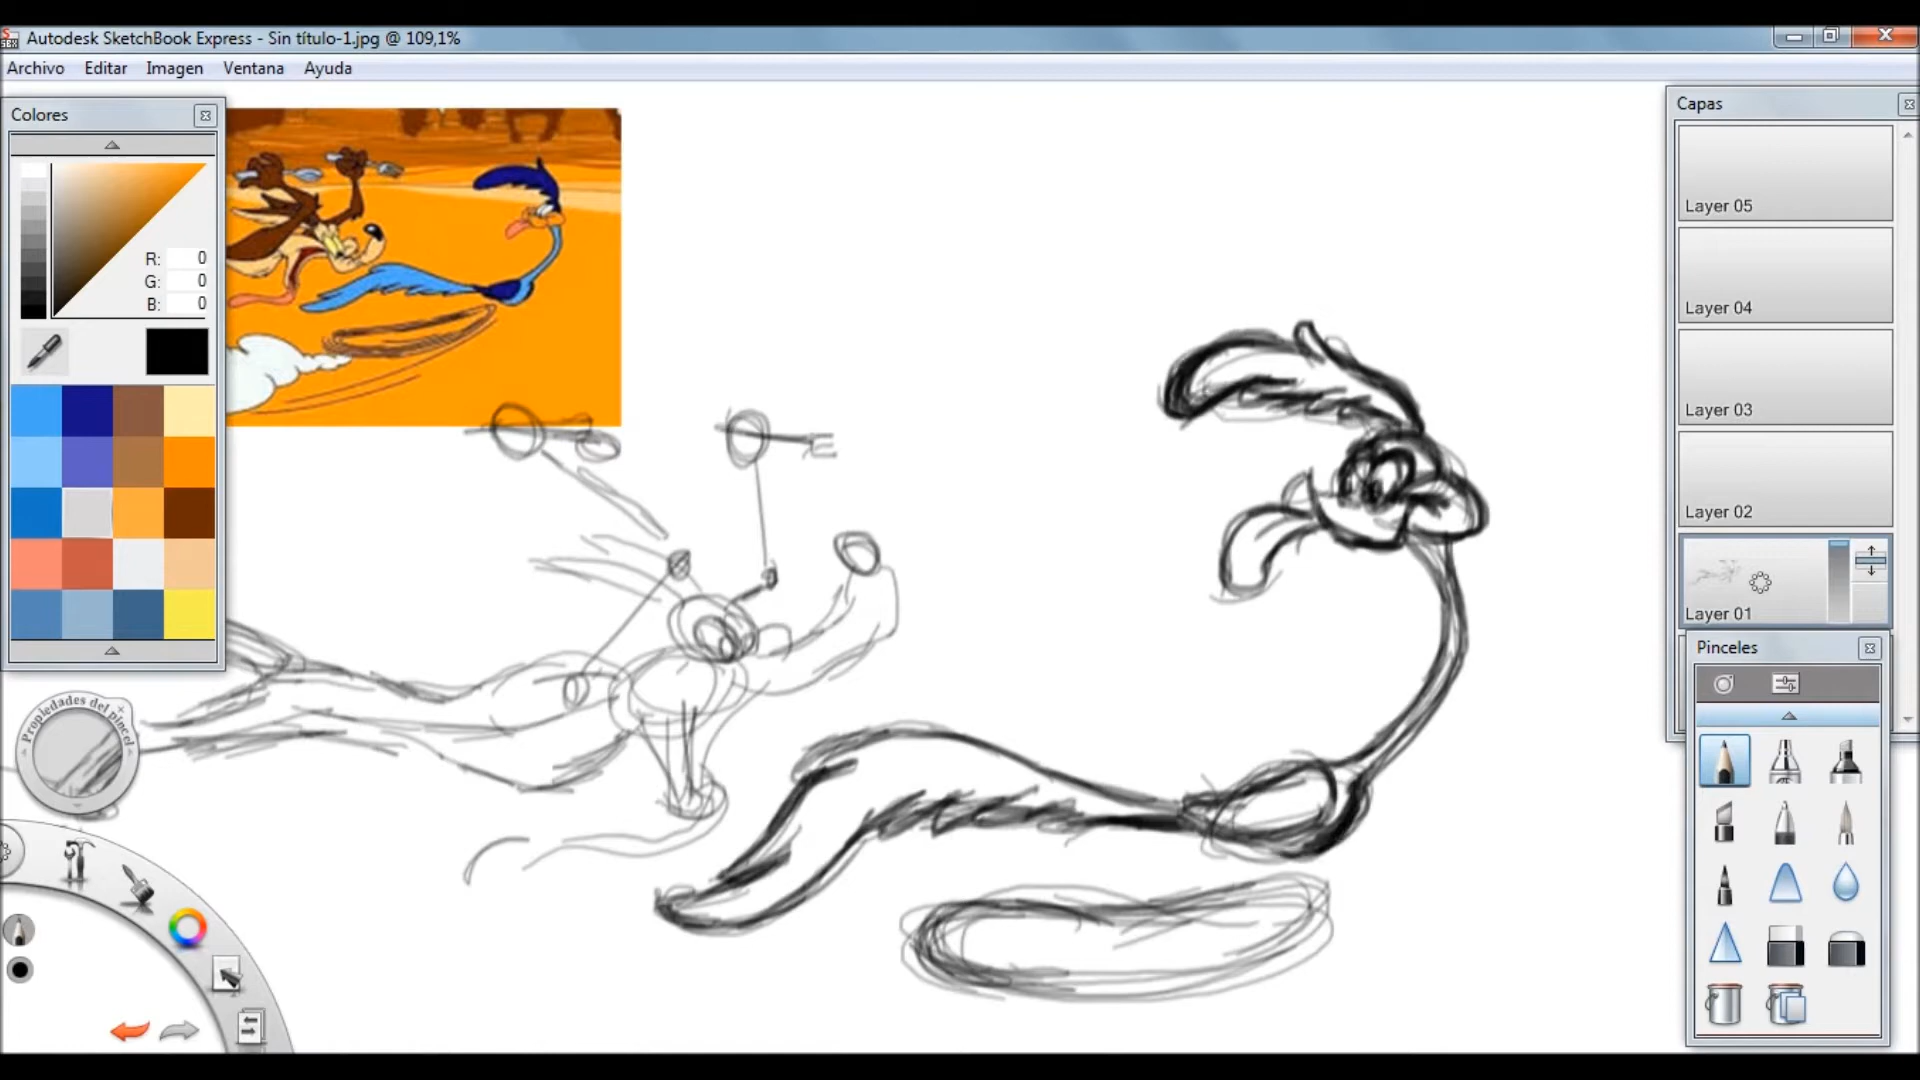 Autodesk SketchBook Express - Sin título-1.jpg @ 109,1%
Archivo Editar Imagen Ventana Ayuda
Colores
R: 0
G: 0
B: 0
Propiedades del pincel
Capas
Layer 05
Layer 04
Layer 03
Layer 02
Layer 01
Pinceles